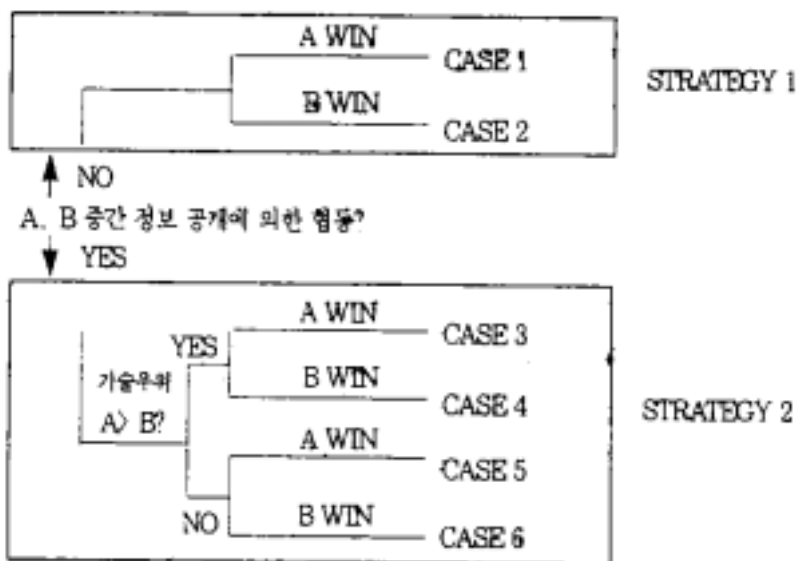 A WIN
CASE 1
STRATEGY 1
B WIN
CASE 2
NO
A, B 중간 정보 공개에 의한 협동?
YES
A WIN
CASE 3
YES
기술우위
B WIN
CASE 4
STRATEGY 2
A> B?
A WIN
CASE 5
NO
B WIN
CASE 6